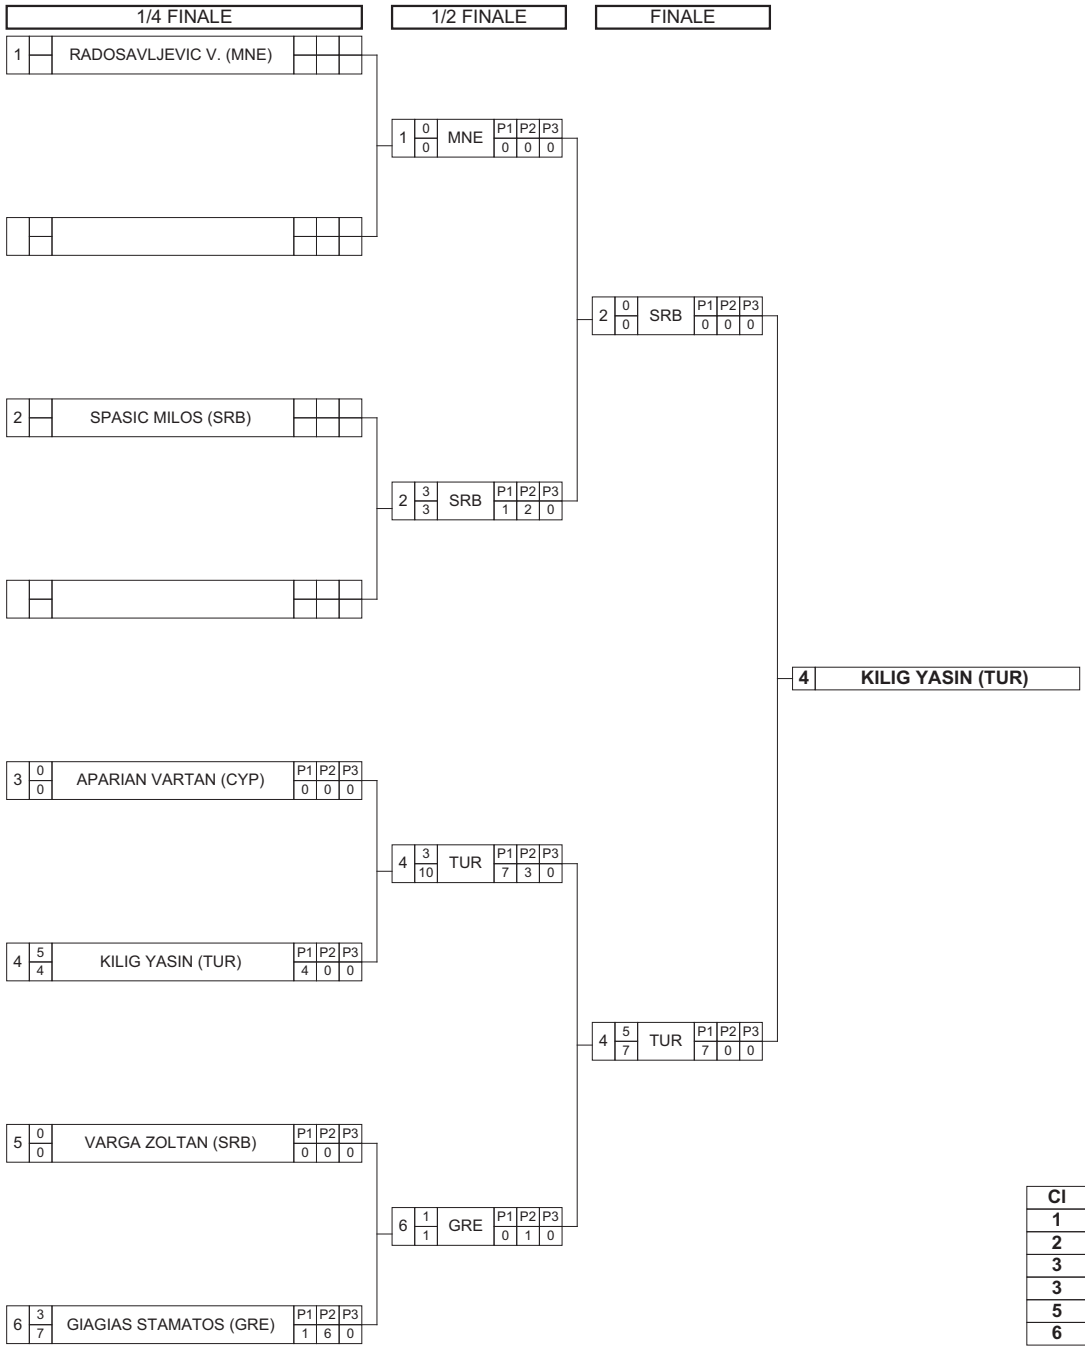 1/4 FINALE 1/2 FINALE FINALE
1 RADOSAVLJEVIC V. (MNE)
0 P1 P2 P3
1 MNE
0 0 0 0
0 P1 P2 P3
2 SRB
0 0 0 0
2 SPASIC MILOS (SRB)
3 P1 P2 P3
2 SRB
3 1 2 0
4 KILIG YASIN (TUR)
0 P1 P2 P3
3 APARIAN VARTAN (CYP)
0 0 0 0
3 P1 P2 P3
4 TUR
10 7 3 0
5 P1 P2 P3
4 KILIG YASIN (TUR)
4 4 0 0
5 P1 P2 P3
4 TUR
7 7 0 0
0 P1 P2 P3
5 VARGA ZOLTAN (SRB)
0 0 0 0
1 P1 P2 P3
6 GRE
1 0 1 0
Cl
1
2
3
3
5
6
3 P1 P2 P3
6 GIAGIAS STAMATOS (GRE)
7 1 6 0